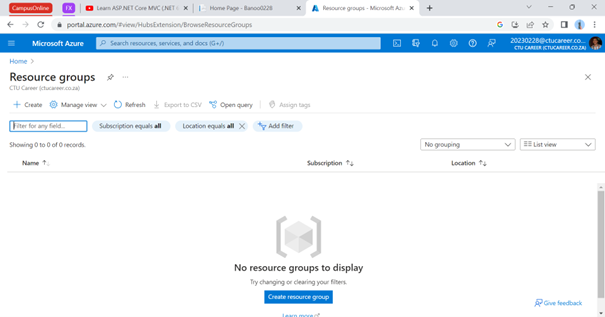 CampusOnline
FX
Learn ASP.NET Core MVC (.NET
Home Page - Banoo0228
Resource groups - Microsoft Az
portal.azure.com/#view/HubsExtension/BrowseResourceGroups
Microsoft Azure
Search resources, services, and docs (G+/)
20230228@ctucareer.co...
CTU CAREER (CTUCAREER.CO.ZA)
Home
Resource groups
...
CTU Career (ctucareer.co.za)
Create
Manage view
Refresh
Export to CSV
Open query
Assign tags
Filter for any field...
Subscription equals all
Location equals all
Add filter
Showing 0 to 0 of 0 records.
No grouping
List view
Name
Subscription
Location
No resource groups to display
Try changing or clearing your filters.
Create resource group
Learn more
Give feedback